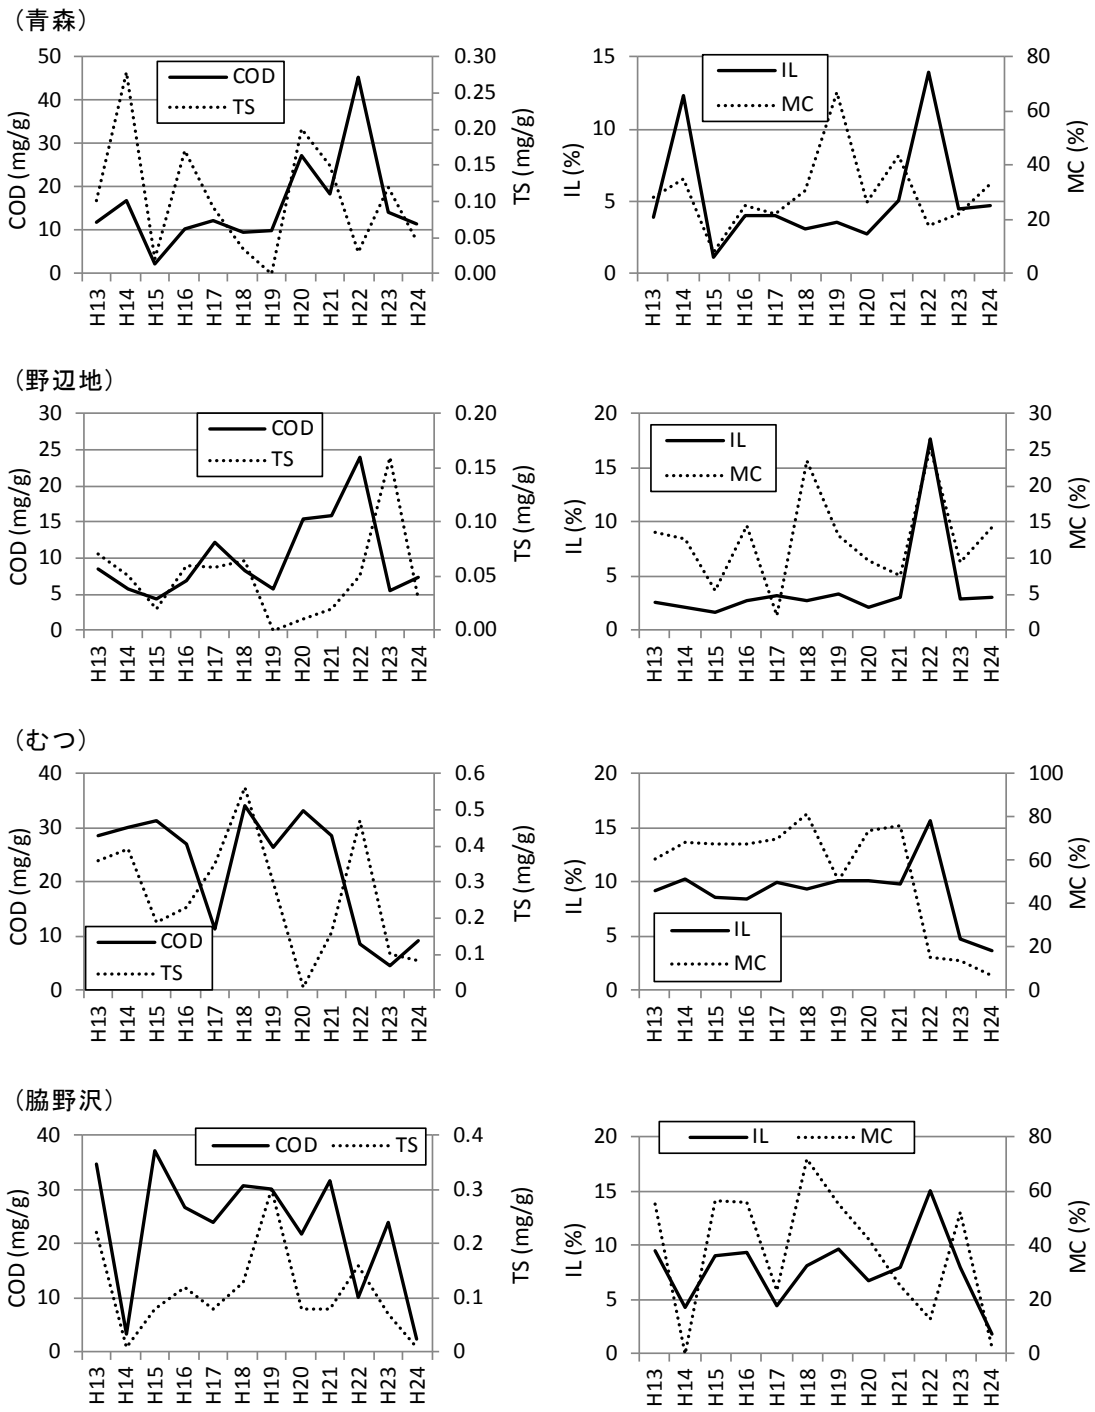 (青森)
50
40
30
20
10
0
COD (mg/g)
0.30
0.25
0.20
0.15
0.10
0.05
0.00
TS (mg/g)
COD
TS
H13 H14 H15 H16 H17 H18 H19 H20 H21 H22 H23 H24
15
10
5
0
IL (%)
80
60
40
20
0
MC (%)
IL
MC
H13 H14 H15 H16 H17 H18 H19 H20 H21 H22 H23 H24
(野辺地)
30
25
20
15
10
5
0
COD (mg/g)
0.20
0.15
0.10
0.05
0.00
TS (mg/g)
COD
TS
H13 H14 H15 H16 H17 H18 H19 H20 H21 H22 H23 H24
20
15
10
5
0
IL (%)
30
25
20
15
10
5
0
MC (%)
IL
MC
H13 H14 H15 H16 H17 H18 H19 H20 H21 H22 H23 H24
(むつ)
40
30
20
10
0
COD (mg/g)
0.6
0.5
0.4
0.3
0.2
0.1
0
TS (mg/g)
COD
TS
H13 H14 H15 H16 H17 H18 H19 H20 H21 H22 H23 H24
20
15
10
5
0
IL (%)
100
80
60
40
20
0
MC (%)
IL
MC
H13 H14 H15 H16 H17 H18 H19 H20 H21 H22 H23 H24
(脇野沢)
40
30
20
10
0
COD (mg/g)
0.4
0.3
0.2
0.1
0
TS (mg/g)
COD TS
H13 H14 H15 H16 H17 H18 H19 H20 H21 H22 H23 H24
20
15
10
5
0
IL (%)
80
60
40
20
0
MC (%)
IL MC
H13 H14 H15 H16 H17 H18 H19 H20 H21 H22 H23 H24